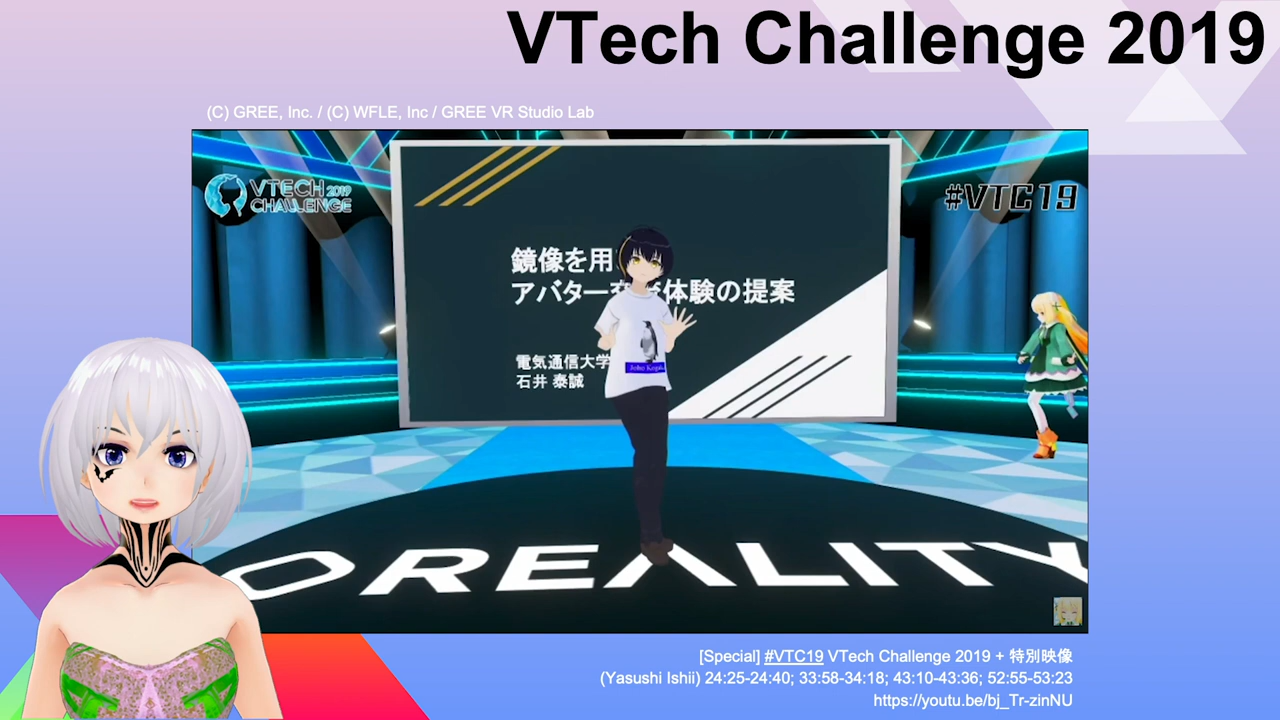 VTech Challenge 2019
(C) GREE, Inc. / (C) WFLE, Inc / GREE VR Studio Lab
VTECH 2019
CHALLENGE
#VTC19
鏡像を用
アバター
体験の提案
電気通信大学
石井 泰誠
REALITY
[Special] #VTC19 VTech Challenge 2019 + 特別映像
(Yasushi Ishii) 24:25-24:40; 33:58-34:18; 43:10-43:36; 52:55-53:23
https://youtu.be/bj_Tr-zinNU